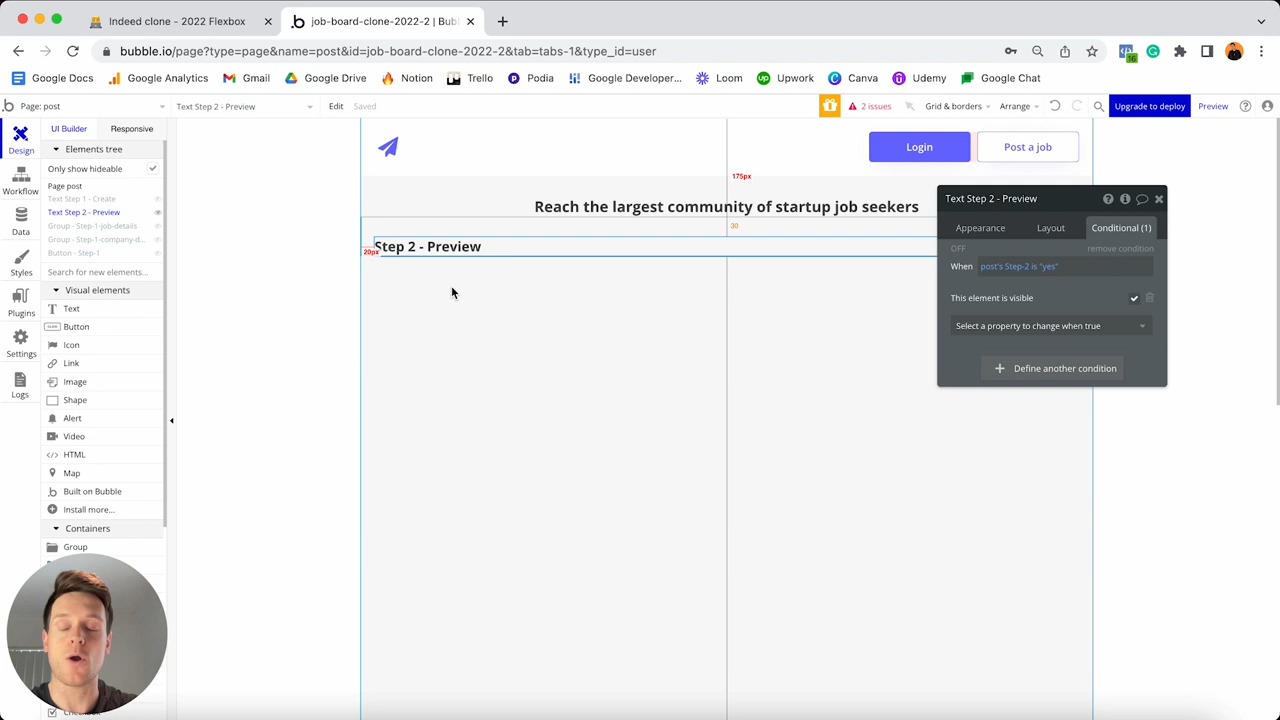 Indeed clone - 2022 Flexbox
job-board-clone-2022-2 | Bubl
bubble.io/page?type=page&name=post&id=job-board-clone-2022-2&tab=tabs-1&type_id=user
16
Google Docs
Google Analytics
Gmail
Google Drive
Notion
Trello
Podia
Google Developer...
Loom
Upwork
Canva
Udemy
Google Chat
Page: post
Text Step 2 - Preview
Edit
Saved
2 issues
Grid & borders
Arrange
Upgrade to deploy
Preview
Design
Workflow
Data
Styles
Plugins
Settings
Logs
UI Builder
Responsive
Elements tree
Only show hideable
Page post
Text Step 1 - Create
Text Step 2 - Preview
Group - Step-1-job-details
Group - Step-1-company-d...
Button - Step-1
Search for new elements...
Visual elements
Text
Button
Icon
Link
Image
Shape
Alert
Video
HTML
Map
Built on Bubble
Install more...
Containers
Group
Checkbox
Login
Post a job
175px
Reach the largest community of startup job seekers
30
Step 2 - Preview
20px
Text Step 2 - Preview
Appearance
Layout
Conditional (1)
OFF
remove condition
When
post's Step-2 is "yes"
This element is visible
Select a property to change when true
Define another condition